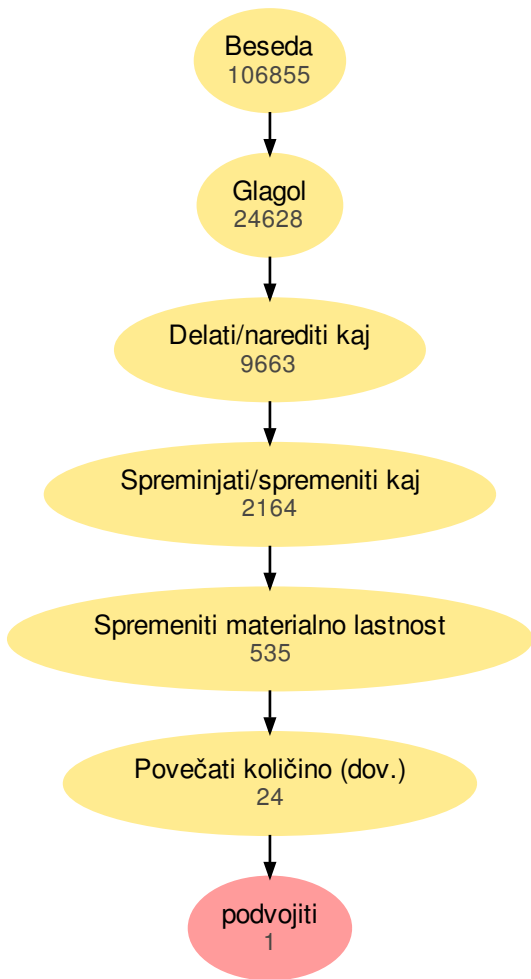 Beseda
106855
Glagol
24628
Delati/narediti kaj
9663
Spreminjati/spremeniti kaj
2164
Spremeniti materialno lastnost
535
Povečati količino (dov.)
24
podvojiti
1